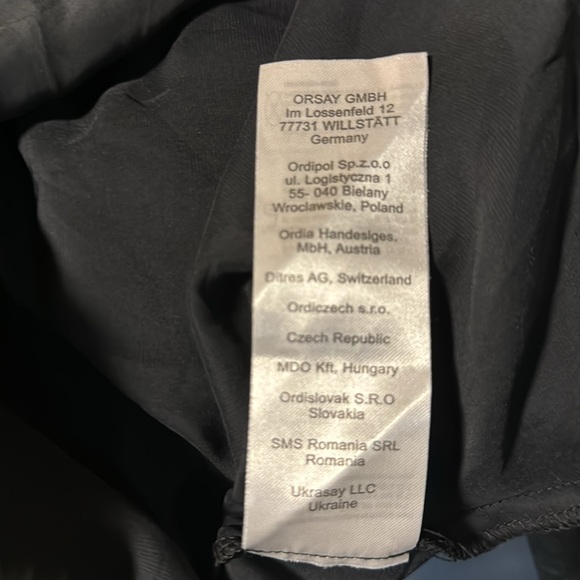 ORSAY GMBH
Im Lossenfeld 12
77731 WILLSTÄTT
Germany
Ordipol Sp.z.o.o
ul. Logistyczna 1
55- 040 Bielany
Wroclawskie, Poland
Ordia Handesiges.
MbH, Austria
Ditres AG, Switzerland
Ordiczech s.r.o.
Czech Republic
MDO Kft, Hungary
Ordislovak S.R.O
Slovakia
SMS Romania SRL
Romania
Ukrasay LLC
Ukraine